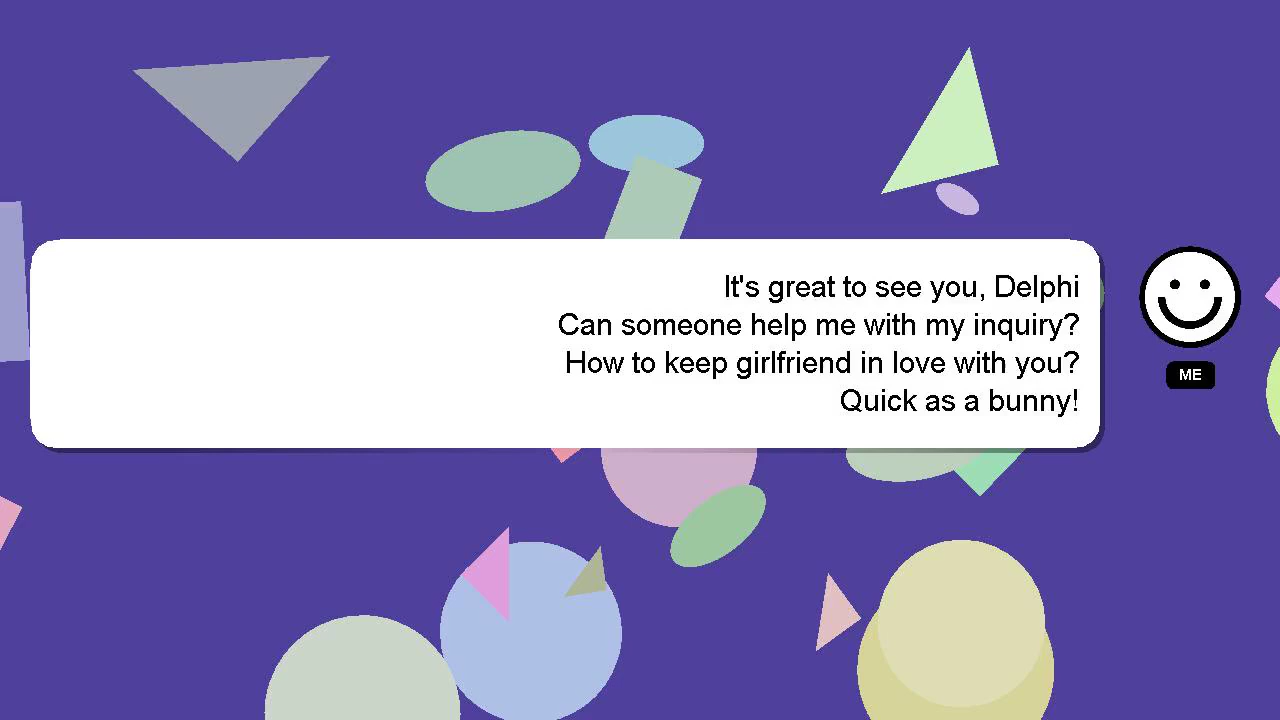 It's great to see you, Delphi
Can someone help me with my inquiry?
How to keep girlfriend in love with you?
Quick as a bunny!
ME